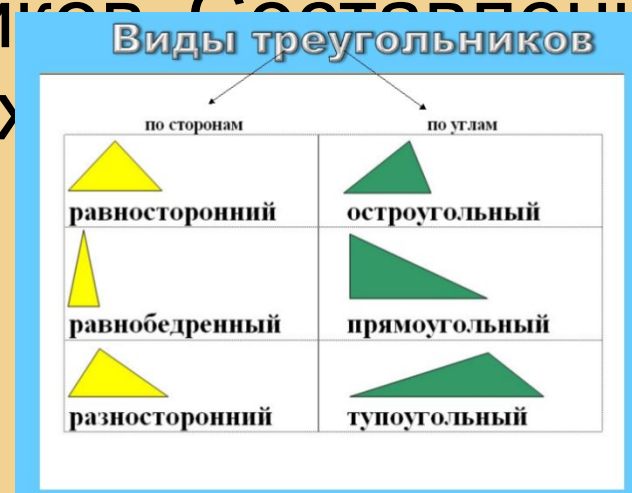 Виды треугольников
по сторонам
по углам
равносторонний
остроугольный
равнобедренный
прямоугольный
разносторонний
тупоугольный